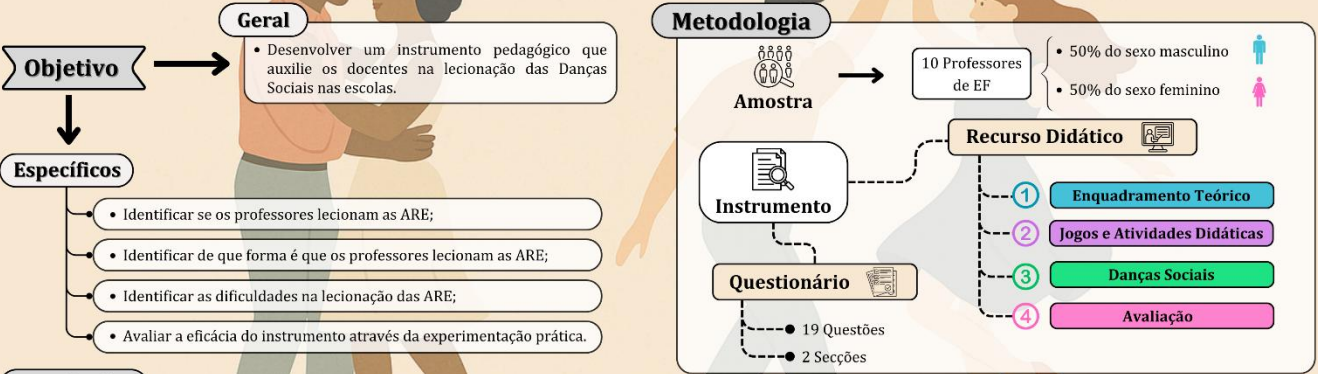 Objetivo
Geral
• Desenvolver um instrumento pedagógico que
auxilie os docentes na lecionação das Danças
Sociais nas escolas.
Específicos
• Identificar se os professores lecionam as ARE;
• Identificar de que forma é que os professores lecionam as ARE;
• Identificar as dificuldades na lecionação das ARE;
• Avaliar a eficácia do instrumento através da experimentação prática.
Metodologia
Amostra
10 Professores
de EF
• 50% do sexo masculino
• 50% do sexo feminino
Instrumento
Recurso Didático
1 Enquadramento Teórico
2 Jogos e Atividades Didáticas
3 Danças Sociais
4 Avaliação
Questionário
19 Questões
2 Secções